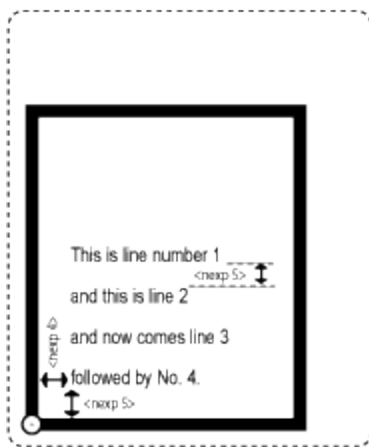 This is line number 1
<nexp 5>
and this is line 2
and now comes line 3
<nexp 4>
followed by No. 4.
<nexp 5>